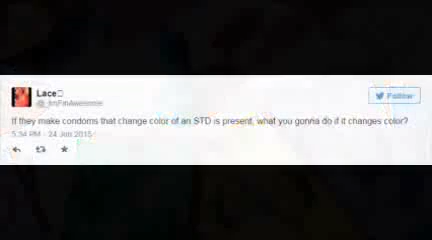 Lace
@_ImFmAwesome
Follow
If they make condoms that change color of an STD is present, what you gonna do if it changes color?
5:34 PM - 24 Jun 2015